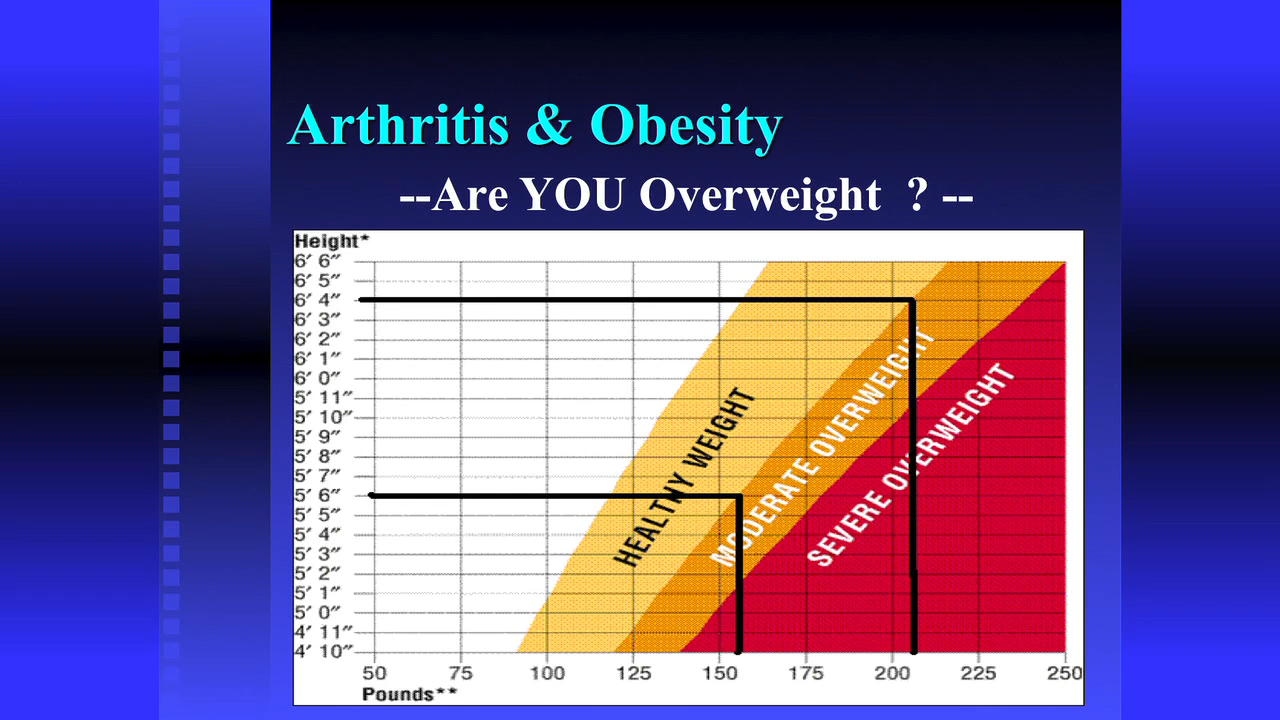 Arthritis & Obesity
--Are YOU Overweight ? --
Height*
6′ 6″
6′ 5″
6′ 4″
6′ 3″
6′ 2″
6′ 1″
6′ 0″
5′ 11″
5′ 10″
5′ 9″
5′ 8″
5′ 7″
5′ 6″
5′ 5″
5′ 4″
5′ 3″
5′ 2″
5′ 1″
5′ 0″
4′ 11″
4′ 10″
HEALTHY WEIGHT
MODERATE OVERWEIGHT
SEVERE OVERWEIGHT
50 75 100 125 150 175 200 225 250
Pounds**